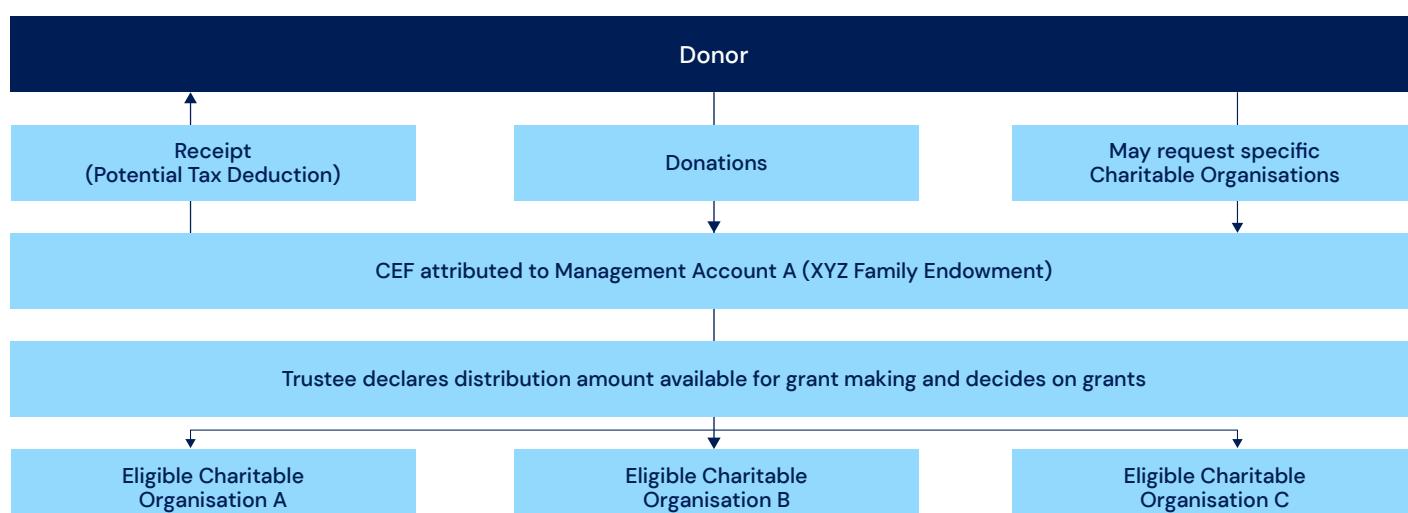 Donor
Receipt
(Potential Tax Deduction)
Donations
May request specific
Charitable Organisations
CEF attributed to Management Account A (XYZ Family Endowment)
Trustee declares distribution amount available for grant making and decides on grants
Eligible Charitable
Organisation A
Eligible Charitable
Organisation B
Eligible Charitable
Organisation C